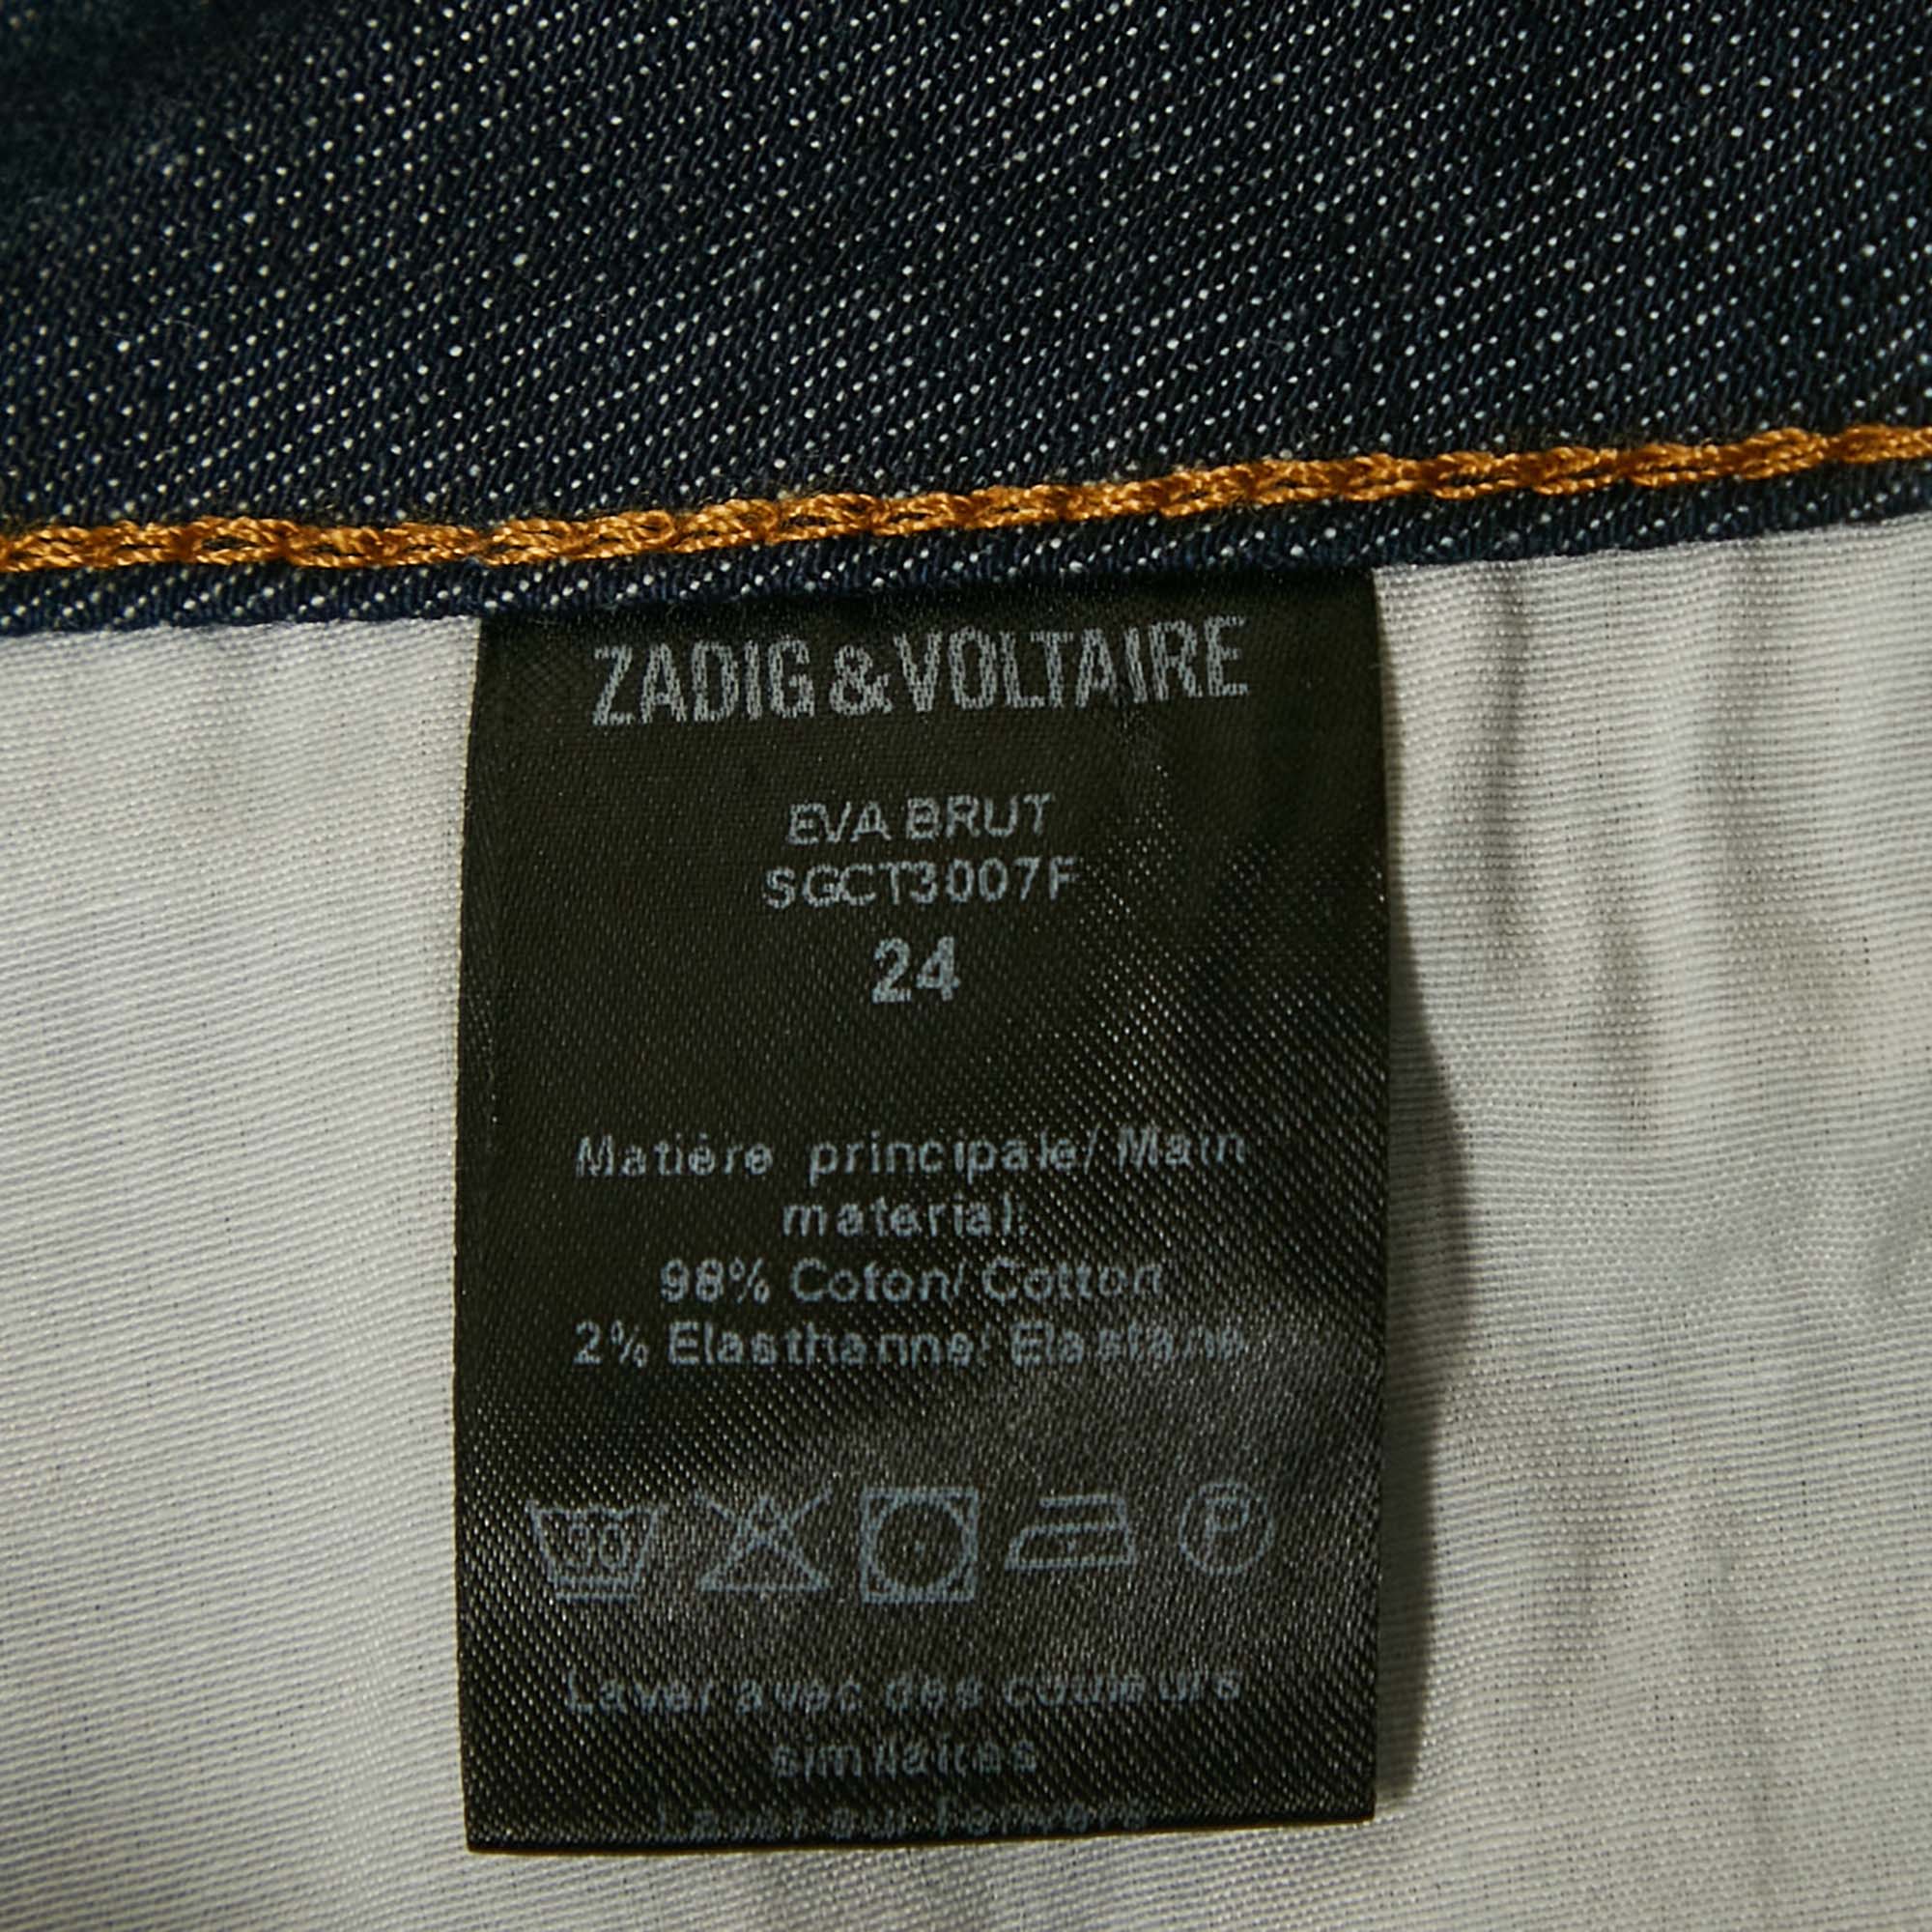 ZADIG&VOLTAIRE
EVA BRUT
SGCT3007F
24
Matière principale/ Main
material:
98% Coton/ Cotton
2% Elasthanne/ Elastane
30
P
Laver avec des couleurs
similaires